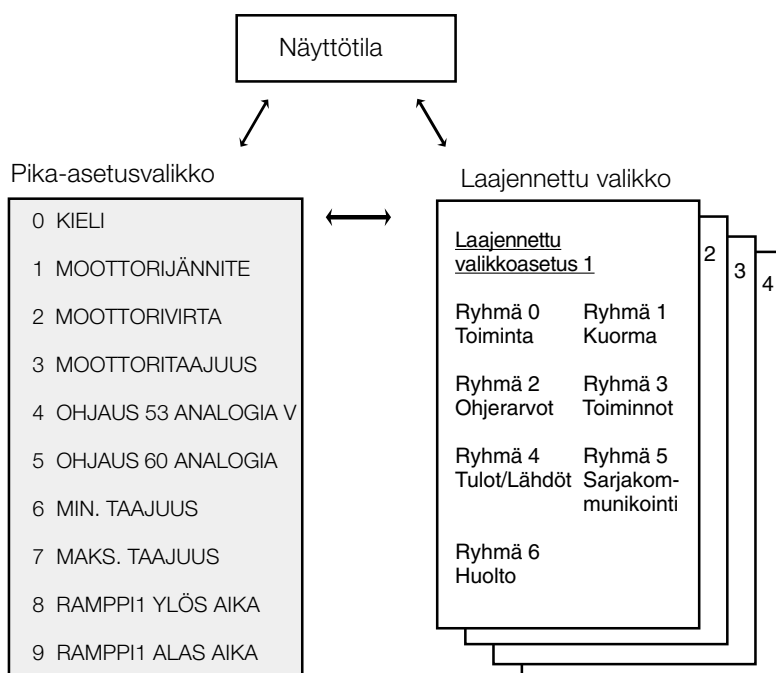 Näyttötila
Pika-asetusvalikko
0 KIELI
1 MOOTTORIJÄNNITE
2 MOOTTORIVIRTA
3 MOOTTORITAAJUUS
4 OHJAUS 53 ANALOGIA V
5 OHJAUS 60 ANALOGIA
6 MIN. TAAJUUS
7 MAKS. TAAJUUS
8 RAMPPI1 YLÖS AIKA
9 RAMPPI1 ALAS AIKA
Laajennettu valikko
Laajennettu
valikkoasetus 1
Ryhmä 0
Toiminta
Ryhmä 1
Kuorma
Ryhmä 2
Ohjerarvot
Ryhmä 3
Toiminnot
Ryhmä 4
Tulot/Lähdöt
Ryhmä 5
Sarjakom-
munikointi
Ryhmä 6
Huolto
2
3
4